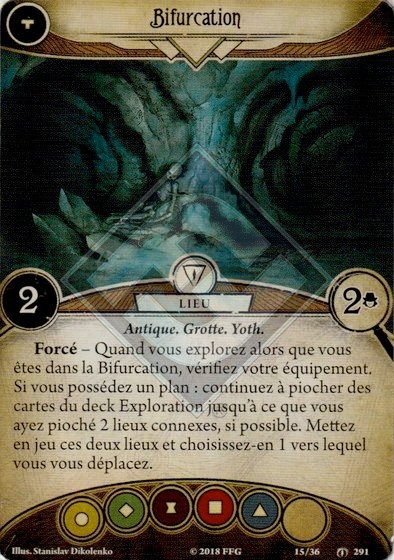 Bifurcation
2
LIEU
2
Antique. Grotte. Yoth.
Forcé – Quand vous explorez alors que vous
êtes dans la Bifurcation, vérifiez votre équipement.
Si vous possédez un plan : continuez à piocher des
cartes du deck Exploration jusqu'à ce que vous
ayez pioché 2 lieux connexes, si possible. Mettez
en jeu ces deux lieux et choisissez-en 1 vers lequel
vous vous déplacez.
Illus. Stanislav Dikolenko © 2018 FFG 15/36 291